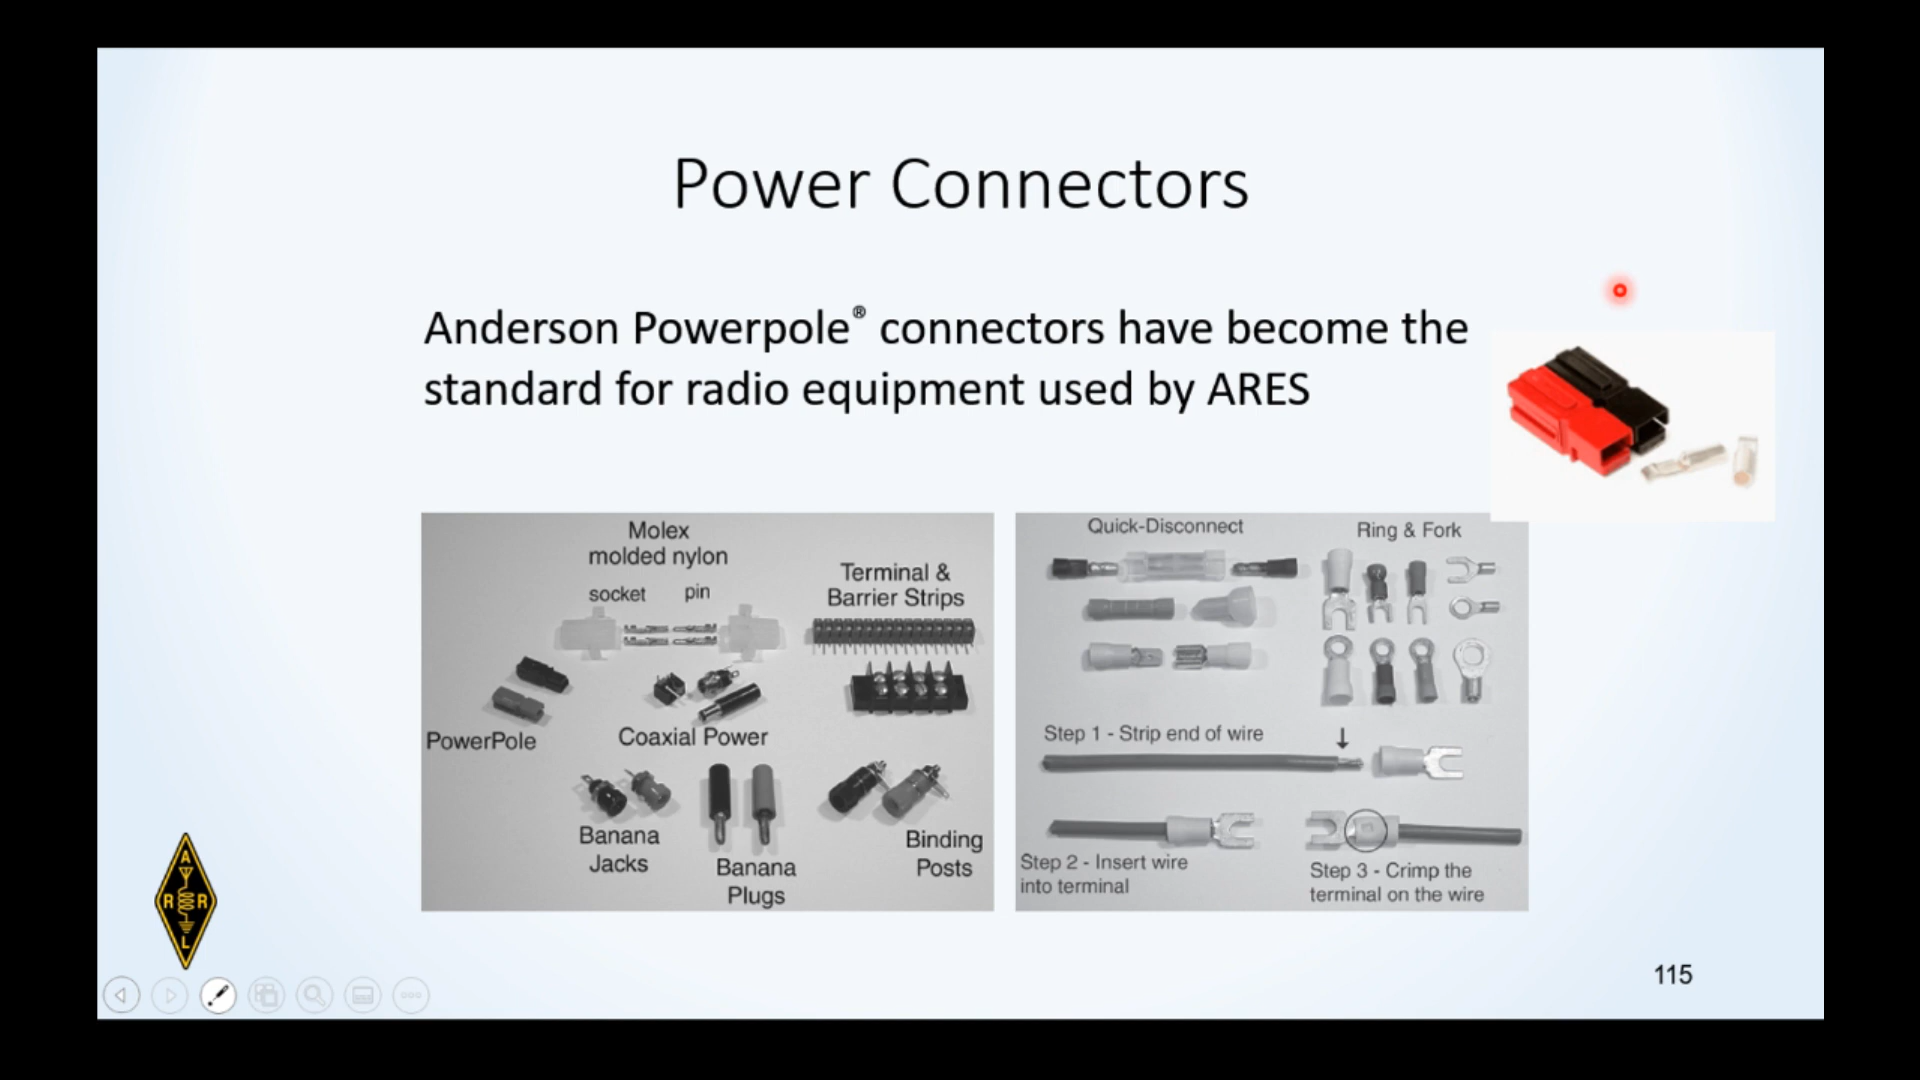 Power Connectors
Anderson Powerpole® connectors have become the
standard for radio equipment used by ARES
Molex
molded nylon
socket pin
Terminal &
Barrier Strips
PowerPole
Coaxial Power
Banana
Jacks
Banana
Plugs
Binding
Posts
Quick-Disconnect
Ring & Fork
Step 1 - Strip end of wire
Step 2 - Insert wire
into terminal
Step 3 - Crimp the
terminal on the wire
A
R R
L
115